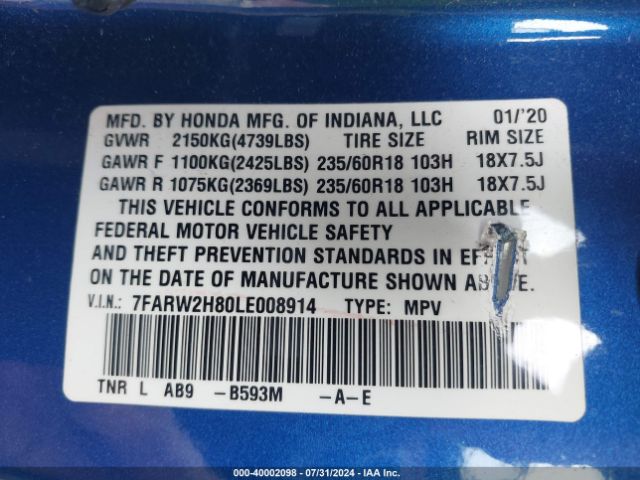 MFD. BY HONDA MFG. OF INDIANA, LLC 01/'20
GVWR 2150KG(4739LBS) TIRE SIZE RIM SIZE
GAWR F 1100KG(2425LBS) 235/60R18 103H 18X7.5J
GAWR R 1075KG(2369LBS) 235/60R18 103H 18X7.5J
THIS VEHICLE CONFORMS TO ALL APPLICABLE
FEDERAL MOTOR VEHICLE SAFETY
AND THEFT PREVENTION STANDARDS IN EFFECT
ON THE DATE OF MANUFACTURE SHOWN ABOVE.
V.I.N.: 7FARW2H80LE008914 TYPE: MPV
TNR L AB9 -B593M -A-E
000-40002098 - 07/31/2024 - IAA Inc.